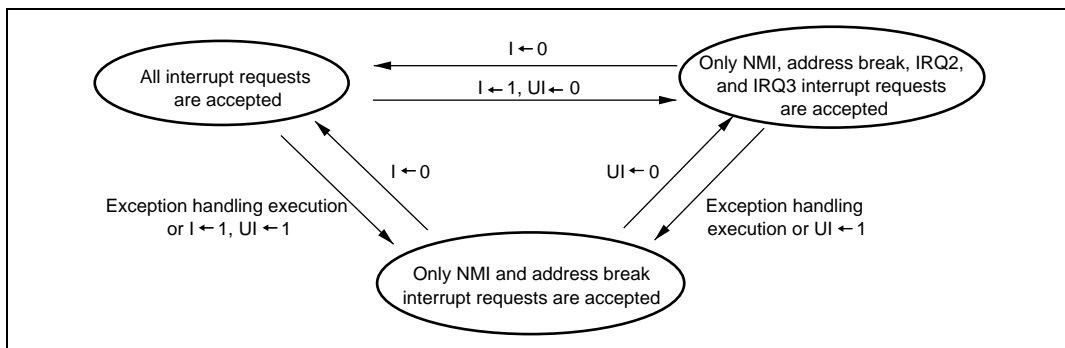 All interrupt requests
are accepted
I ← 0
I ← 1, UI ← 0
Only NMI, address break, IRQ2,
and IRQ3 interrupt requests
are accepted
I ← 0
UI ← 0
Exception handling execution
or I ← 1, UI ← 1
Exception handling
execution or UI ← 1
Only NMI and address break
interrupt requests are accepted